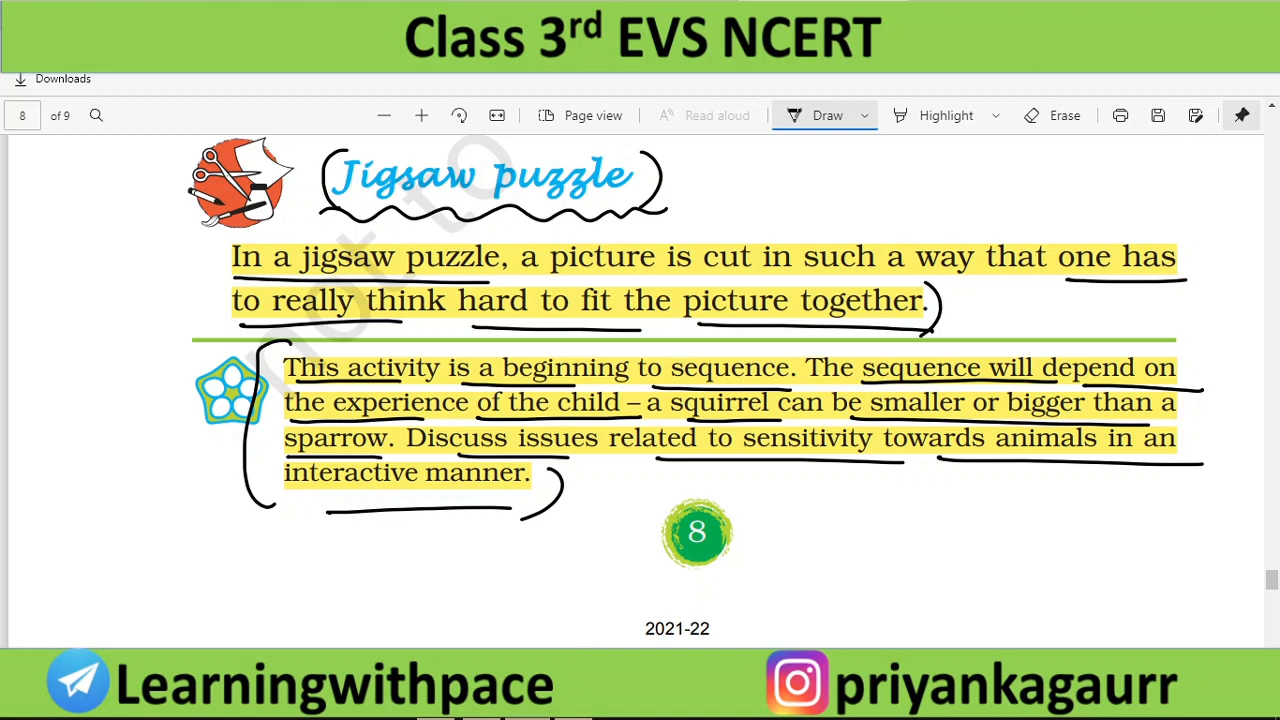 Class 3rd EVS NCERT
Downloads
8 of 9 Page view Read aloud Draw Highlight Erase
Jigsaw puzzle
In a jigsaw puzzle, a picture is cut in such a way that one has
to really think hard to fit the picture together.
This activity is a beginning to sequence. The sequence will depend on
the experience of the child – a squirrel can be smaller or bigger than a
sparrow. Discuss issues related to sensitivity towards animals in an
interactive manner.
not to
8
2021-22
Learningwithpace priyankagaurr